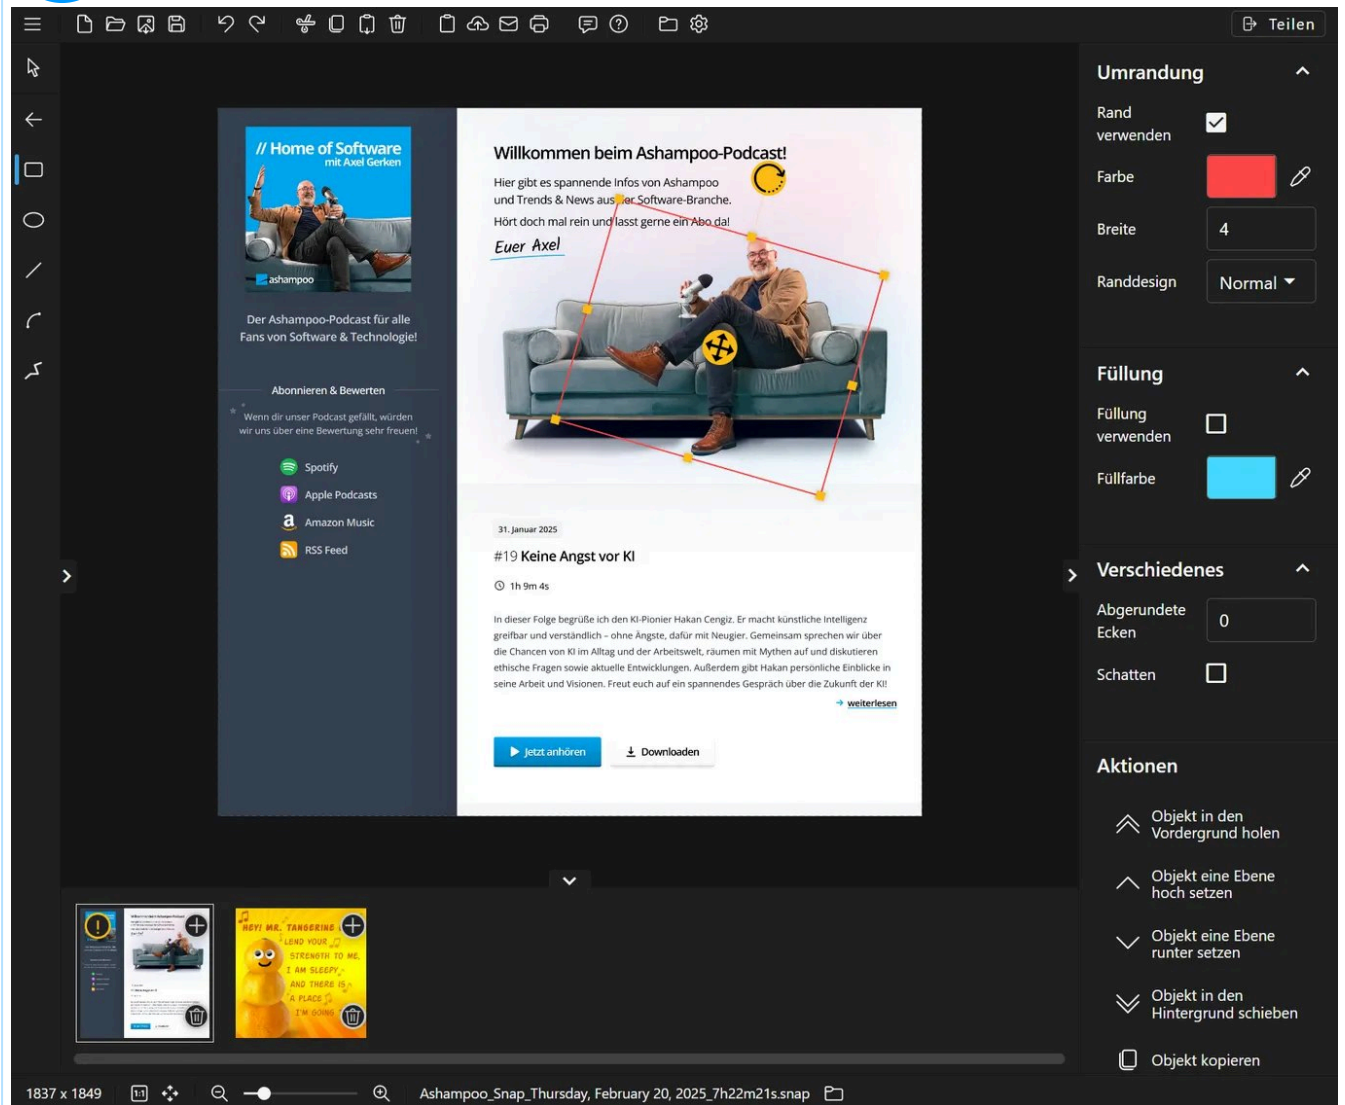 Teilen
// Home of Software
mit Axel Gerken
ashampoo
Der Ashampoo-Podcast für alle
Fans von Software & Technologie!
Abonnieren & Bewerten
Wenn dir unser Podcast gefällt, würden
wir uns über eine Bewertung sehr freuen!
Spotify
Apple Podcasts
Amazon Music
RSS Feed
Willkommen beim Ashampoo-Podcast!
Hier gibt es spannende Infos von Ashampoo
und Trends & News aus der Software-Branche.
Hört doch mal rein und lasst gerne ein Abo da!
Euer Axel
31. Januar 2025
#19 Keine Angst vor KI
1h 9m 4s
In dieser Folge begrüße ich den KI-Pionier Hakan Cengiz. Er macht künstliche Intelligenz
greifbar und verständlich – ohne Ängste, dafür mit Neugier. Gemeinsam sprechen wir über
die Chancen von KI im Alltag und der Arbeitswelt, räumen mit Mythen auf und diskutieren
ethische Fragen sowie aktuelle Entwicklungen. Außerdem gibt Hakan persönliche Einblicke in
seine Arbeit und Visionen. Freut euch auf ein spannendes Gespräch über die Zukunft der KI!
→ weiterlesen
Jetzt anhören
Downloaden
Umrandung
Rand
verwenden
Farbe
Breite
4
Randdesign
Normal
Füllung
Füllung
verwenden
Füllfarbe
Verschiedenes
Abgerundete
Ecken
0
Schatten
Aktionen
Objekt in den
Vordergrund holen
Objekt eine Ebene
hoch setzen
Objekt eine Ebene
runter setzen
Objekt in den
Hintergrund schieben
Objekt kopieren
HEY! MR. TANGERINE
LEND YOUR
STRENGTH TO ME,
I AM SLEEPY
AND THERE IS
A PLACE
I'M GOING
1837 x 1849
1:1
Ashampoo_Snap_Thursday, February 20, 2025_7h22m21s.snap